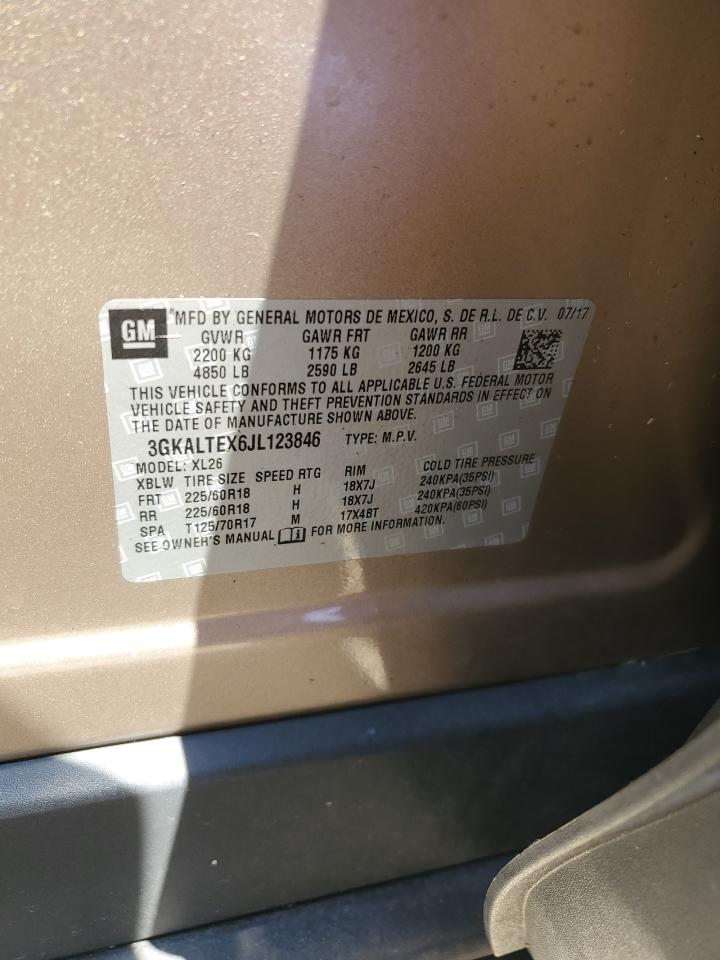 GM
*MFD BY GENERAL MOTORS DE MEXICO, S. DE R.L. DE C.V. 07/17
GVWR GAWR FRT GAWR RR
2200 KG 1175 KG 1200 KG
4850 LB 2590 LB 2645 LB
THIS VEHICLE CONFORMS TO ALL APPLICABLE U.S. FEDERAL MOTOR
VEHICLE SAFETY AND THEFT PREVENTION STANDARDS IN EFFECT ON
THE DATE OF MANUFACTURE SHOWN ABOVE.
3GKALTEX6JL123846 TYPE: M.P.V.
MODEL: XL26
XBLW TIRE SIZE SPEED RTG RIM COLD TIRE PRESSURE
FRT 225/60R18 H 18X7J 240KPA(35PSI)
RR 225/60R18 H 18X7J 240KPA(35PSI)
SPA T125/70R17 M 17X4BT 420KPA(60PSI)
SEE OWNER'S MANUAL FOR MORE INFORMATION.